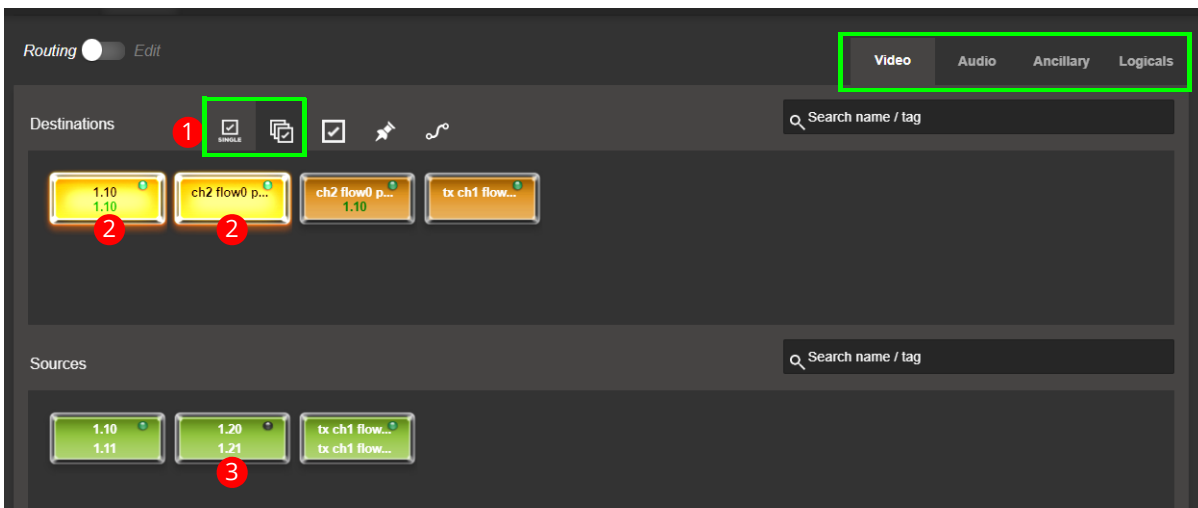 Routing Edit
Video Audio Ancillary Logicals
Destinations
1
SINGLE
Search name / tag
1.10
1.10
2
ch2 flow0 p...
2
ch2 flow0 p...
1.10
tx ch1 flow...
Sources
Search name / tag
1.10
1.11
1.20
1.21
3
tx ch1 flow...
tx ch1 flow...